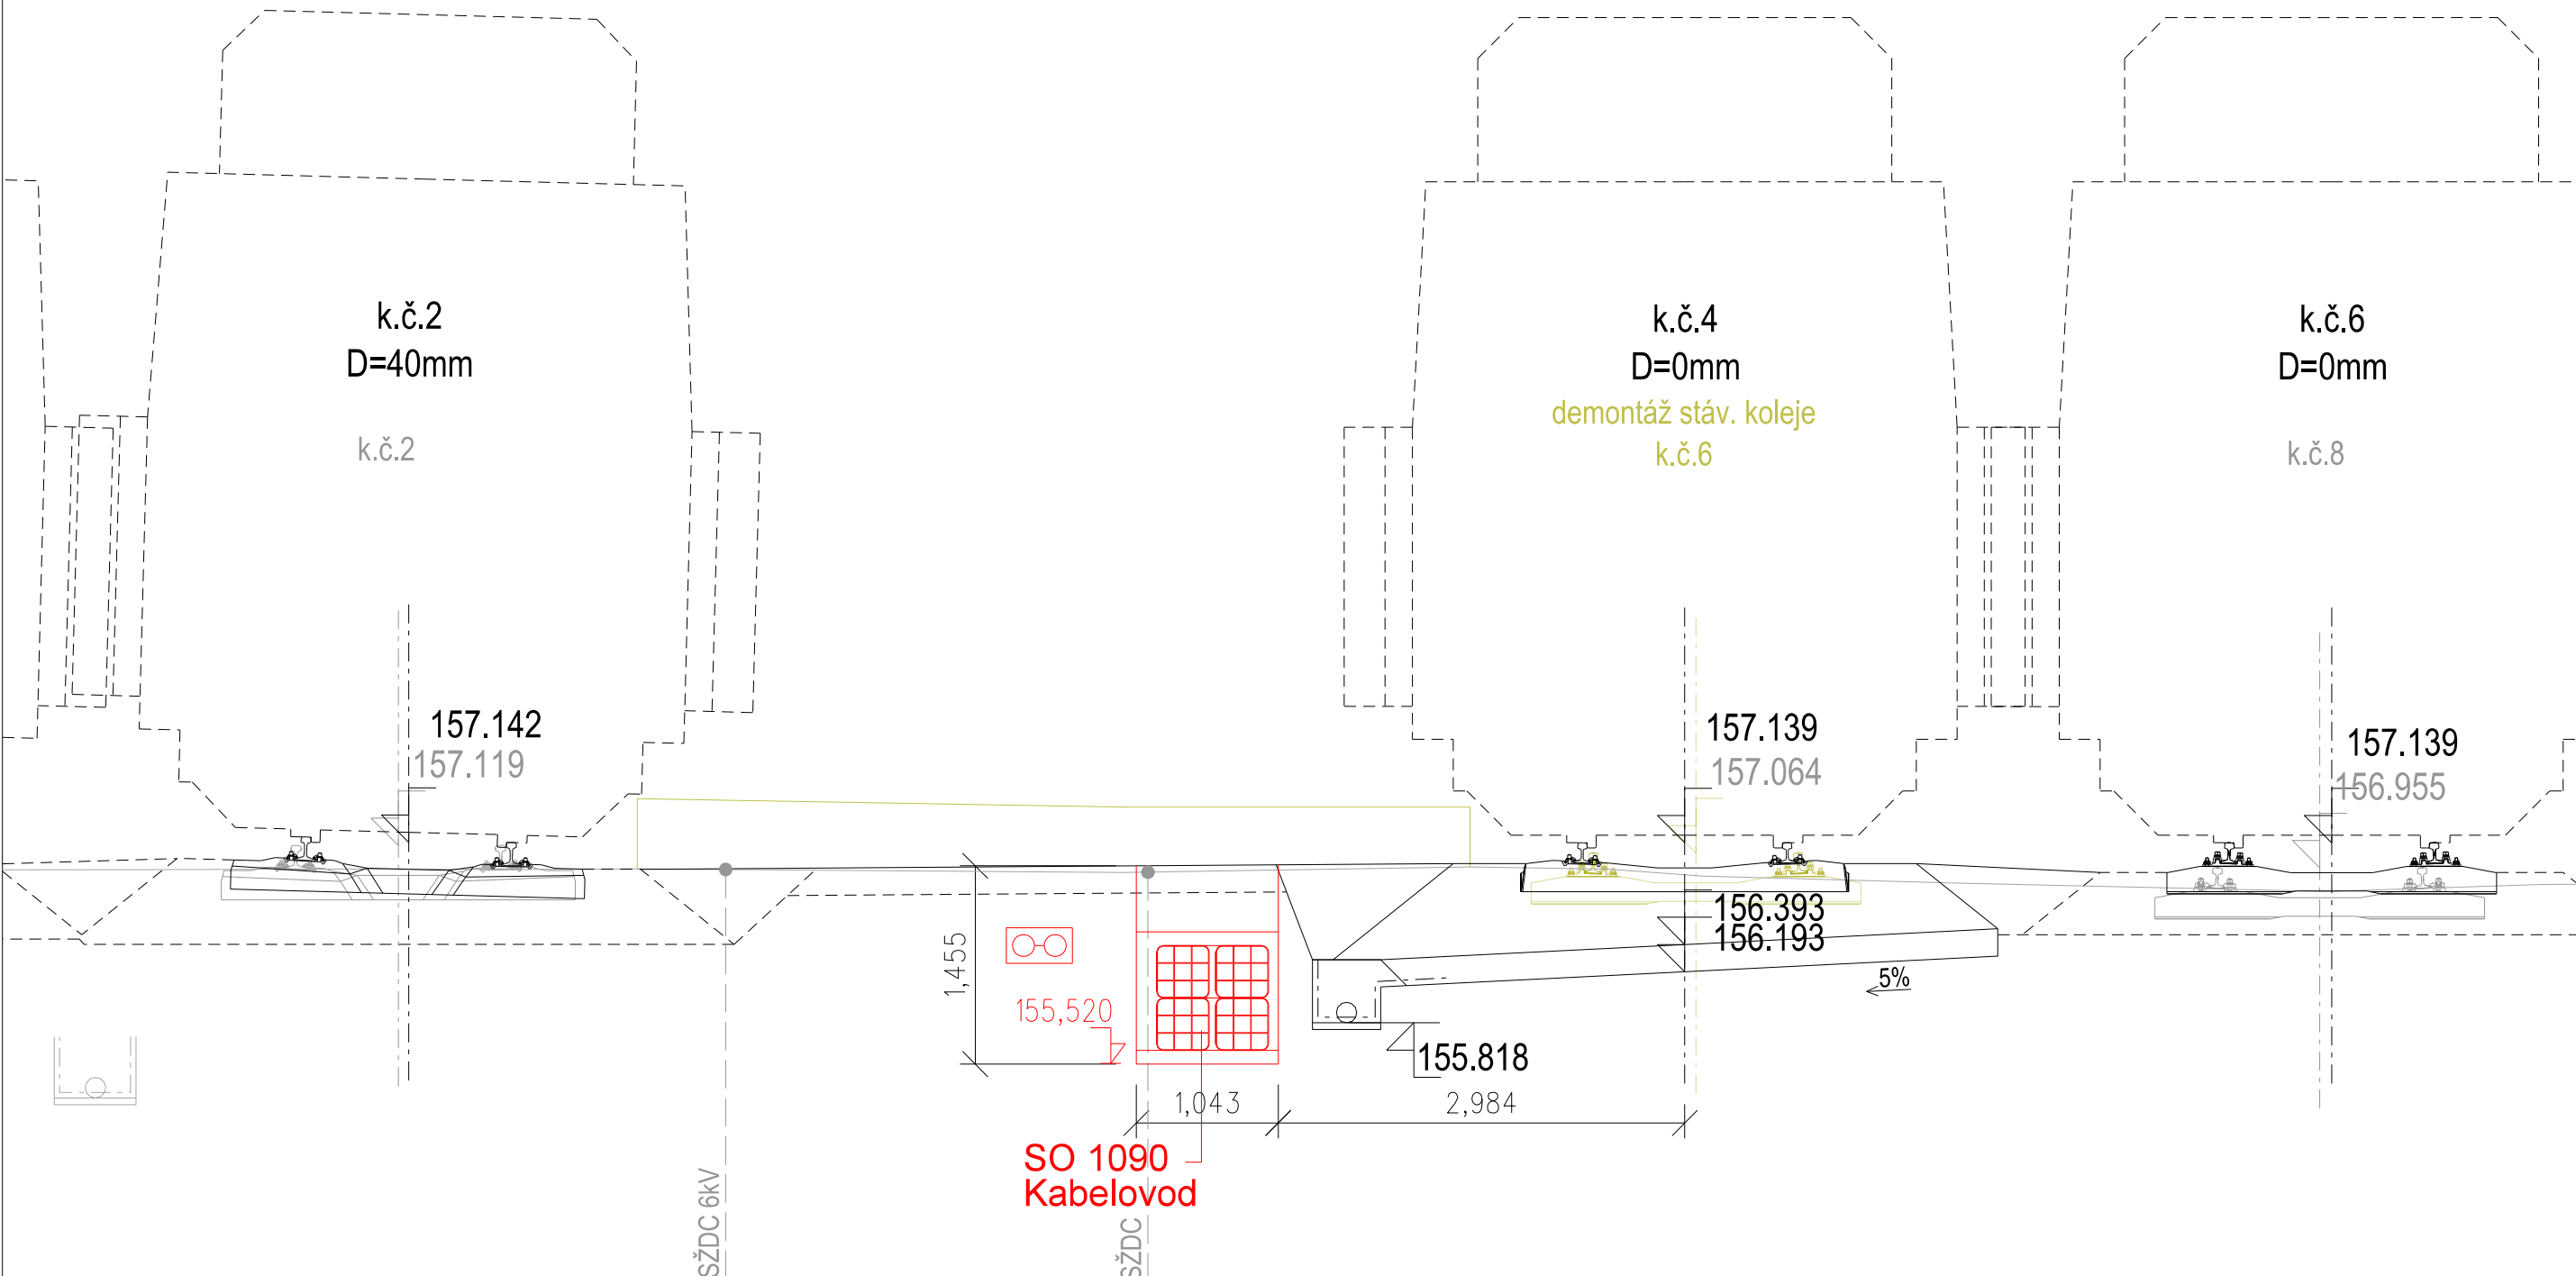 k.č.2
D=40mm
k.č.2
k.č.4
D=0mm
demontáž stáv. koleje
k.č.6
k.č.6
D=0mm
k.č.8
157.142
157.119
157.139
157.064
157.139
156.955
156.393
156.193
5%
1,455
155,520
155.818
1,043
2,984
SO 1090
Kabelovod
SŽDC 6kV
SŽDC